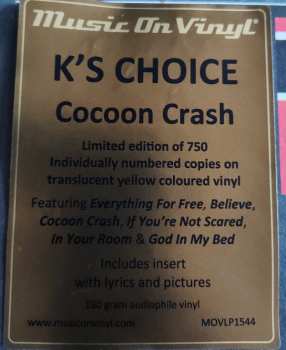 Music On Vinyl®
K'S CHOICE
Cocoon Crash
Limited edition of 750
Individually numbered copies on
translucent yellow coloured vinyl
Featuring Everything For Free, Believe,
Cocoon Crash, If You're Not Scared,
In Your Room & God In My Bed
Includes insert
with lyrics and pictures
180 gram audiophile vinyl
www.musiconvinyl.com MOVLP1544